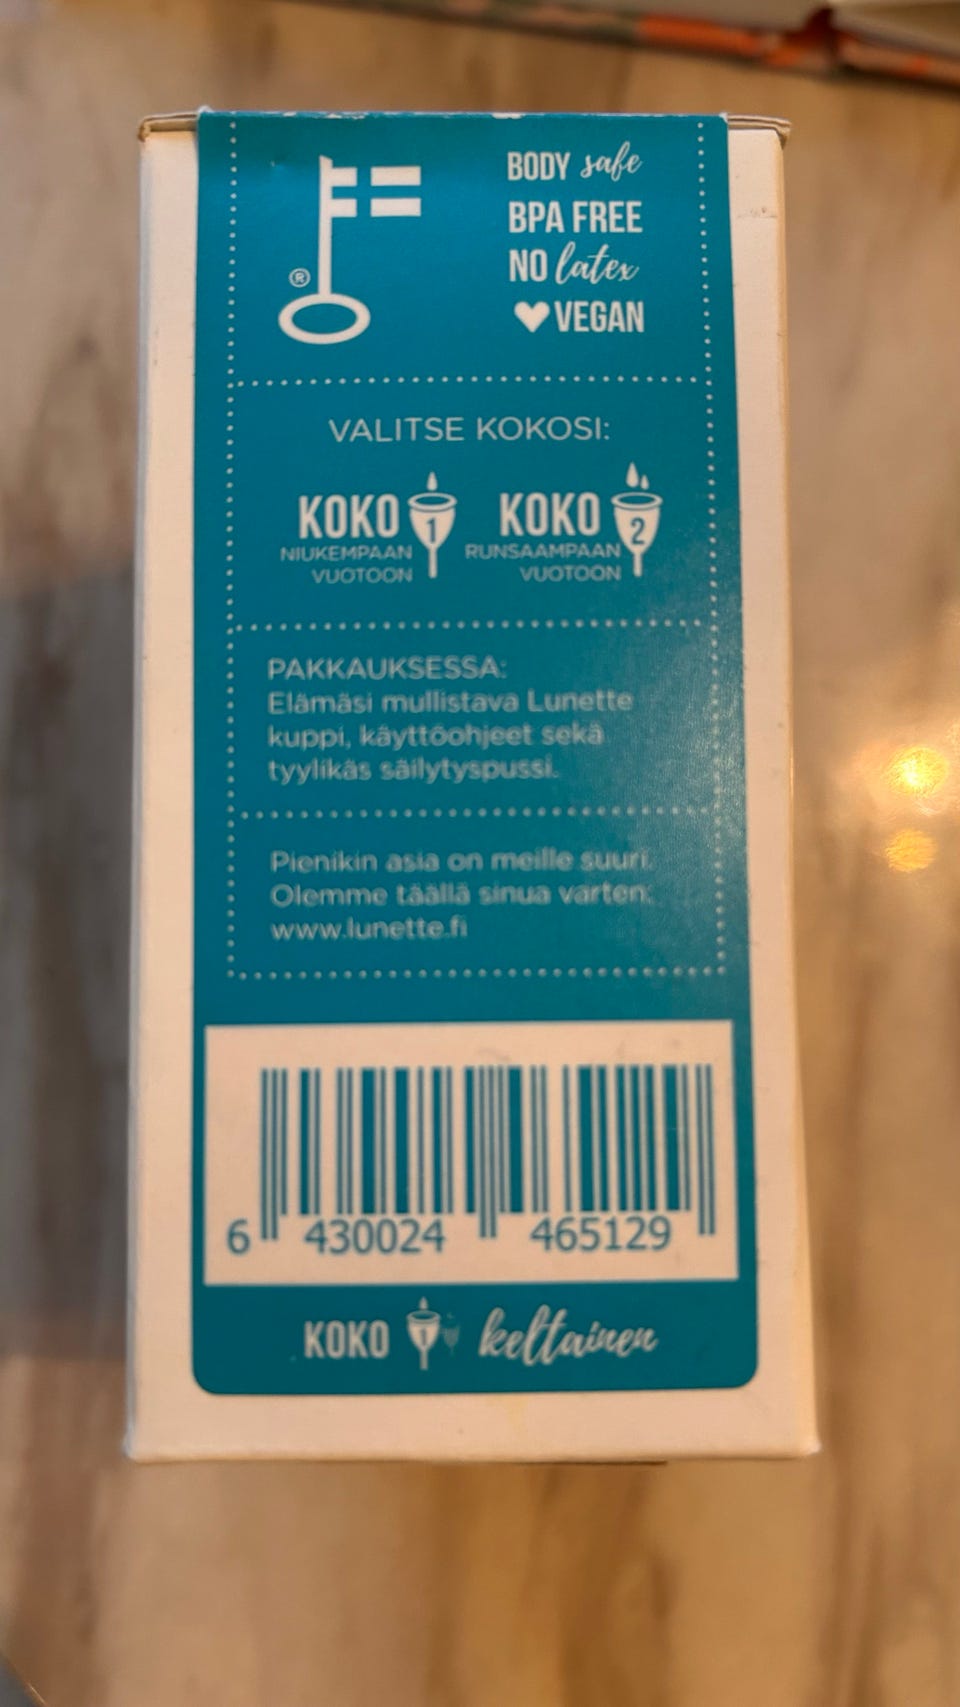 ®
BODY safe
BPA FREE
NO latex
VEGAN
VALITSE KOKOSI:
KOKO 1
NIUKEMPAAN
VUOTOON
KOKO 2
RUNSAAMPAAN
VUOTOON
PAKKAUKSESSA:
Elämäsi mullistava Lunette
kuppi, käyttöohjeet sekä
tyylikäs säilytyspussi.
Pienikin asia on meille suuri.
Olemme täällä sinua varten.
www.lunette.fi
6 430024 465129
KOKO 1 keltainen